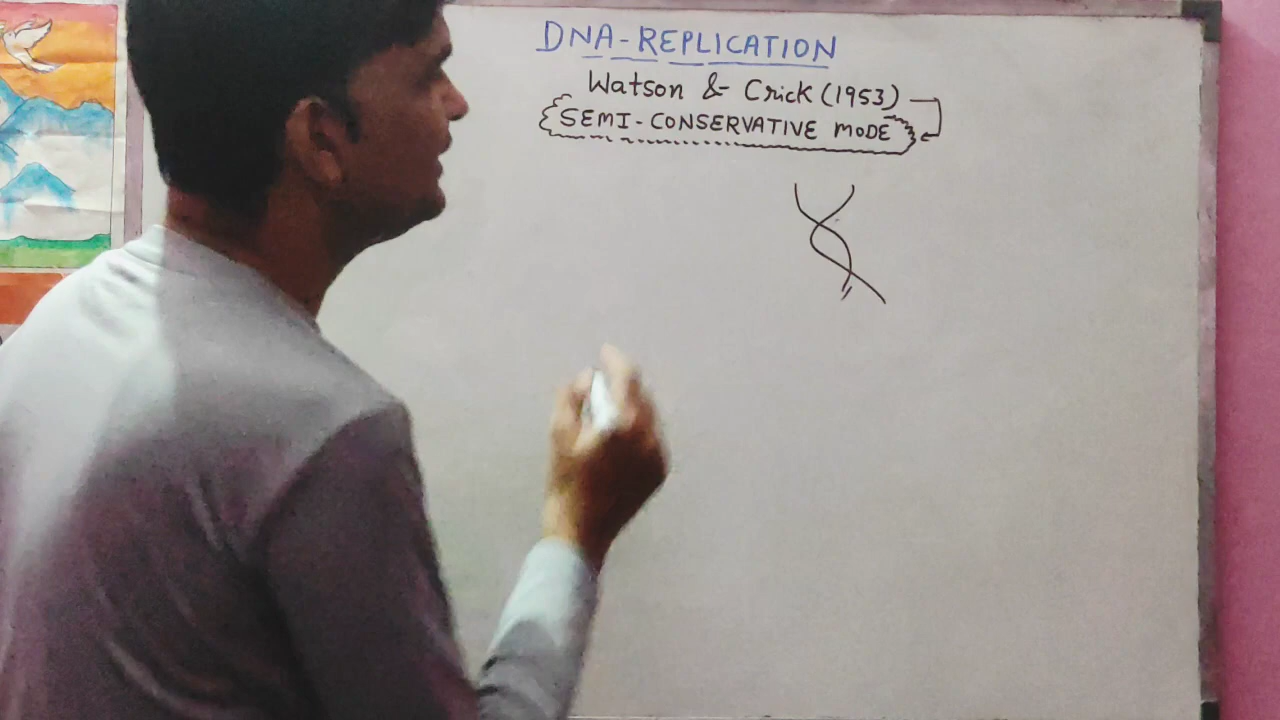 DNA-REPLICATION
Watson & Crick (1953)
SEMI-CONSERVATIVE MODE